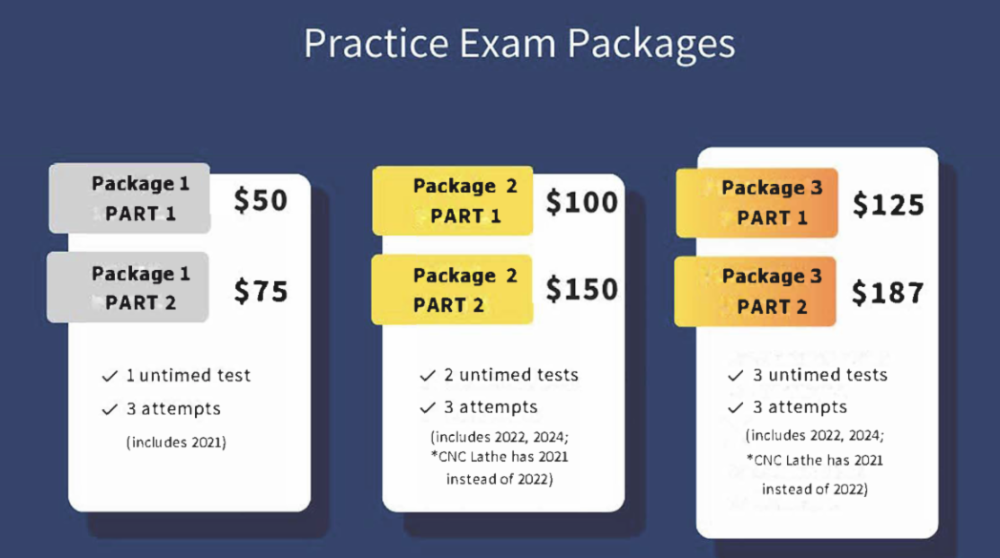 Practice Exam Packages
Package 1
PART 1
$50
Package 1
PART 2
$75
✓ 1 untimed test
✓ 3 attempts
(includes 2021)
Package 2
PART 1
$100
Package 2
PART 2
$150
✓ 2 untimed tests
✓ 3 attempts
(includes 2022, 2024;
*CNC Lathe has 2021
instead of 2022)
Package 3
PART 1
$125
Package 3
PART 2
$187
✓ 3 untimed tests
✓ 3 attempts
(includes 2022, 2024;
*CNC Lathe has 2021
instead of 2022)